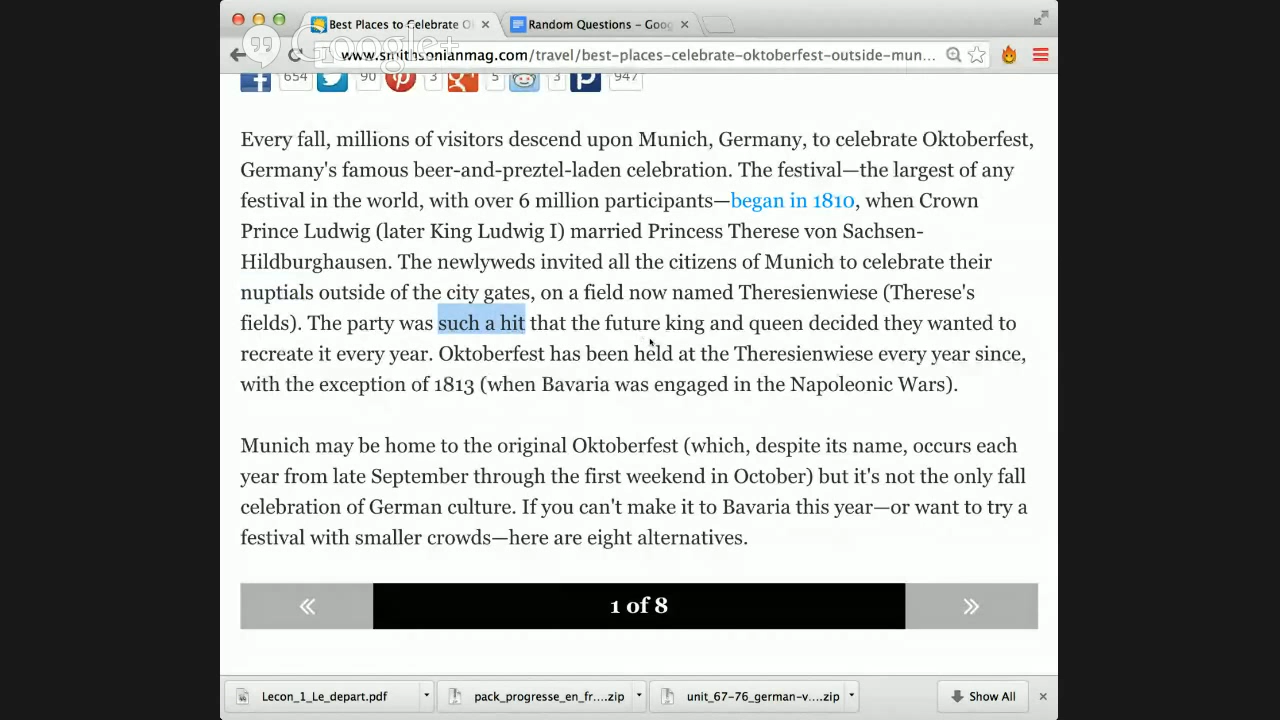 Best Places to Celebrate O
Random Questions – Goog
Google+
www.smithsonianmag.com/travel/best-places-celebrate-oktoberfest-outside-mun...
654 90 3 5 3 947
Every fall, millions of visitors descend upon Munich, Germany, to celebrate Oktoberfest,
Germany's famous beer-and-preztel-laden celebration. The festival—the largest of any
festival in the world, with over 6 million participants—began in 1810, when Crown
Prince Ludwig (later King Ludwig I) married Princess Therese von Sachsen-
Hildburghausen. The newlyweds invited all the citizens of Munich to celebrate their
nuptials outside of the city gates, on a field now named Theresienwiese (Therese's
fields). The party was such a hit that the future king and queen decided they wanted to
recreate it every year. Oktoberfest has been held at the Theresienwiese every year since,
with the exception of 1813 (when Bavaria was engaged in the Napoleonic Wars).
Munich may be home to the original Oktoberfest (which, despite its name, occurs each
year from late September through the first weekend in October) but it's not the only fall
celebration of German culture. If you can't make it to Bavaria this year—or want to try a
festival with smaller crowds—here are eight alternatives.
« 1 of 8 »
Lecon_1_Le_depart.pdf
pack_progresse_en_fr....zip
unit_67-76_german-v....zip
Show All